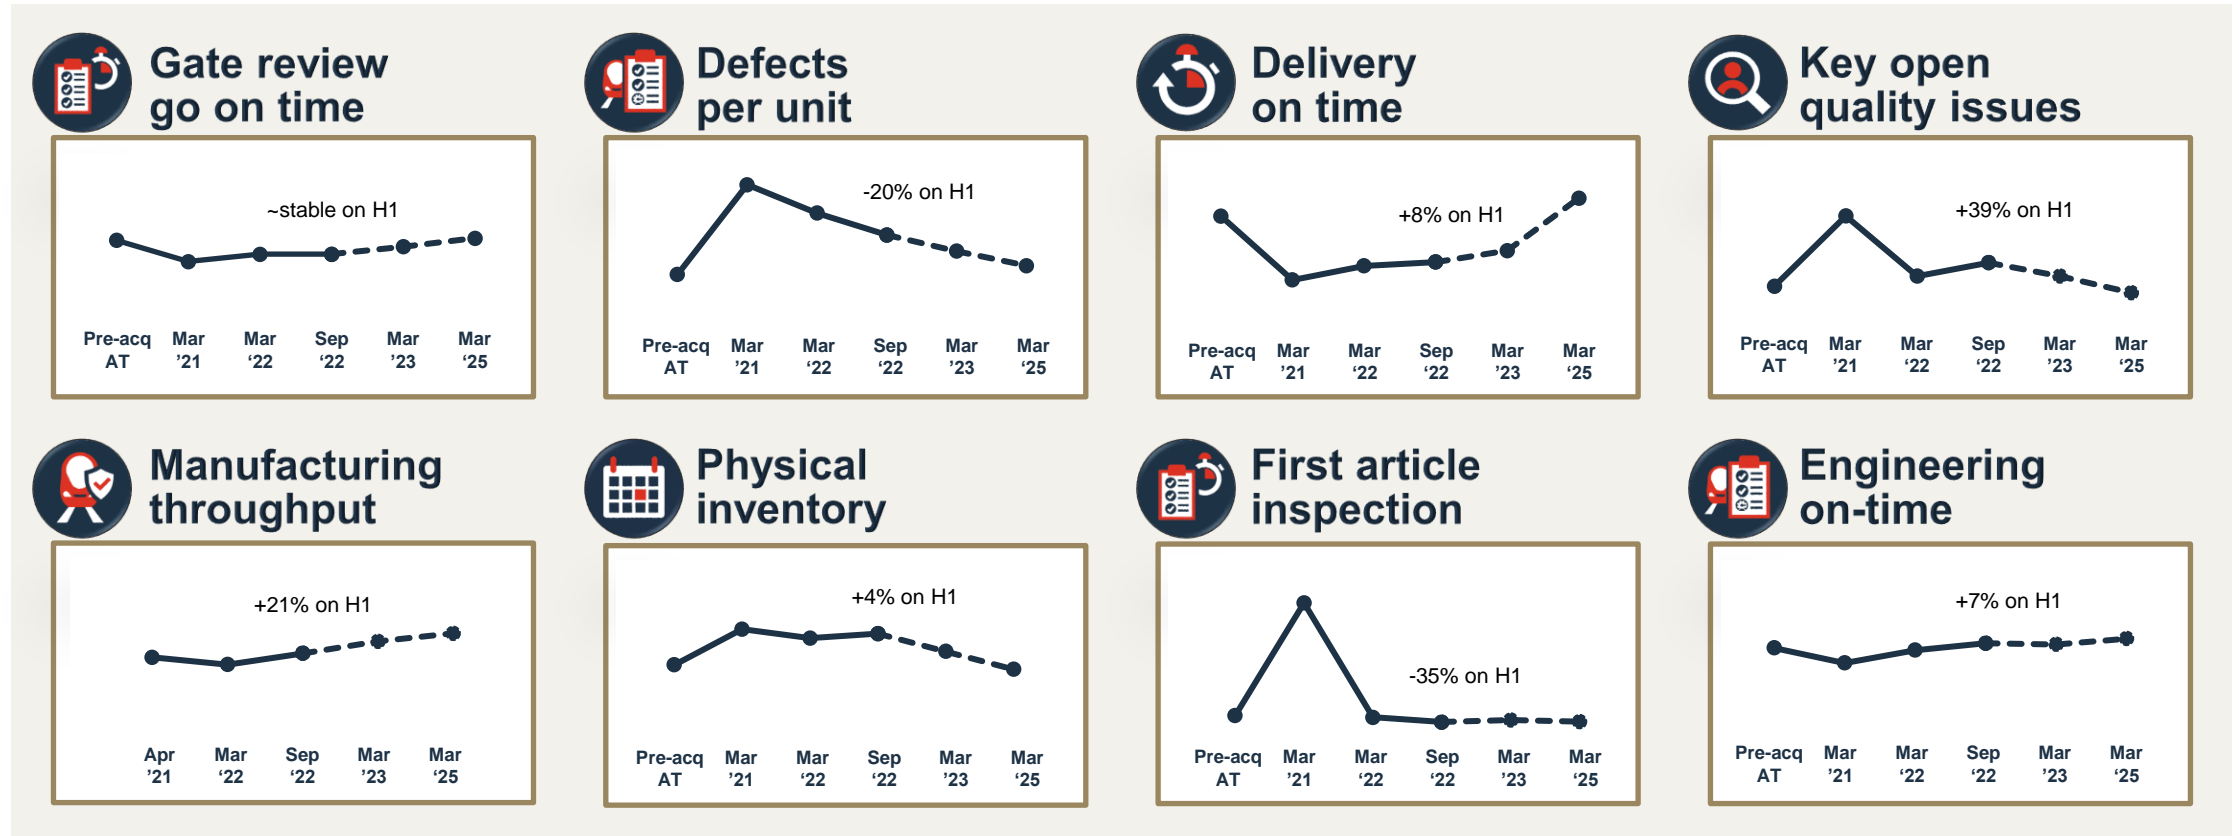 Gate review
go on time
~stable on H1
Pre-acq Mar Mar Sep Mar Mar
AT ’21 ‘22 ‘22 ’23 ‘25
Defects
per unit
-20% on H1
Pre-acq Mar Mar Sep Mar Mar
AT ’21 ‘22 ‘22 ’23 ‘25
Delivery
on time
+8% on H1
Pre-acq Mar Mar Sep Mar Mar
AT ’21 ‘22 ‘22 ’23 ‘25
Key open
quality issues
+39% on H1
Pre-acq Mar Mar Sep Mar Mar
AT ’21 ‘22 ‘22 ’23 ‘25
Manufacturing
throughput
+21% on H1
Apr Mar Sep Mar Mar
’21 ‘22 ‘22 ’23 ‘25
Physical
inventory
+4% on H1
Pre-acq Mar Mar Sep Mar Mar
AT ’21 ‘22 ‘22 ’23 ‘25
First article
inspection
-35% on H1
Pre-acq Mar Mar Sep Mar Mar
AT ’21 ‘22 ‘22 ’23 ‘25
Engineering
on-time
+7% on H1
Pre-acq Mar Mar Sep Mar Mar
AT ’21 ‘22 ‘22 ’23 ‘25